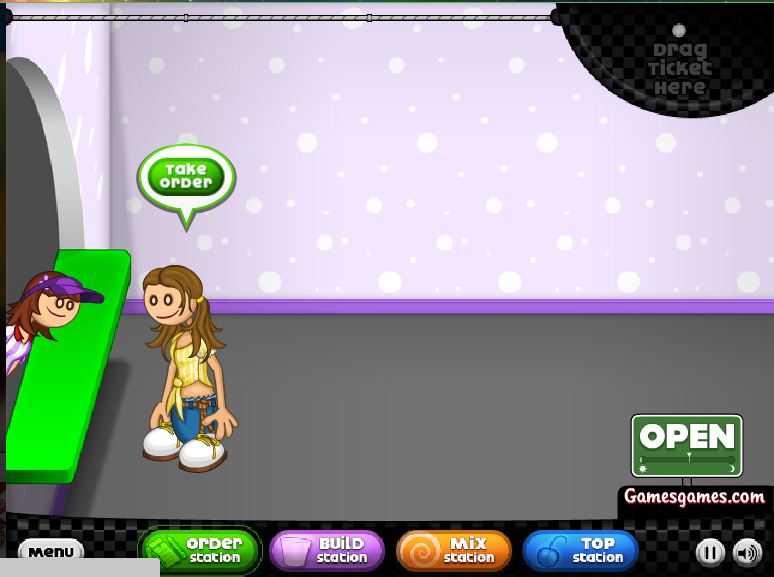 Drag
Ticket
Here
Take
Order
OPEN
Gamesgames.com
Menu
Order
Station
Build
Station
Mix
Station
Top
Station